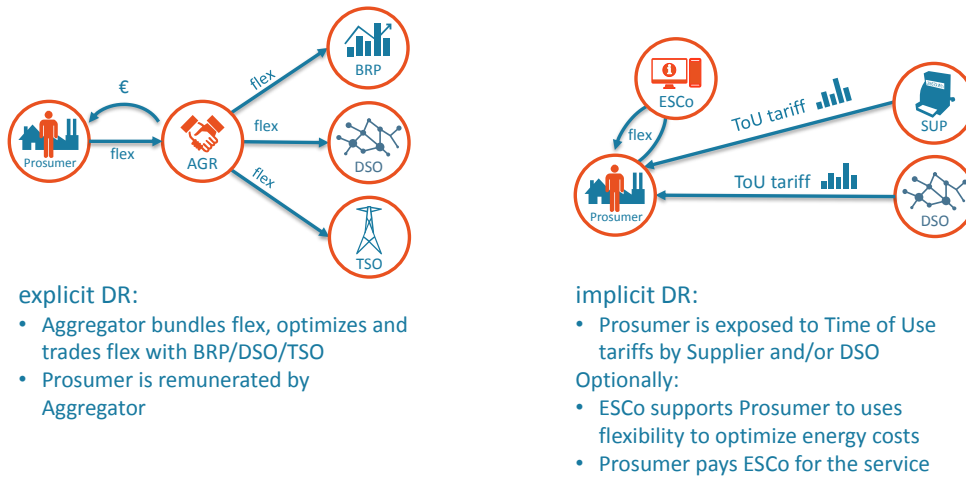 BRP
flex
€
Prosumer
flex
AGR
flex
DSO
flex
TSO
explicit DR:
• Aggregator bundles flex, optimizes and
trades flex with BRP/DSO/TSO
• Prosumer is remunerated by
Aggregator
ESCo
flex
Prosumer
ToU tariff
SUP
ToU tariff
DSO
implicit DR:
• Prosumer is exposed to Time of Use
tariffs by Supplier and/or DSO
Optionally:
• ESCo supports Prosumer to uses
flexibility to optimize energy costs
• Prosumer pays ESCo for the service